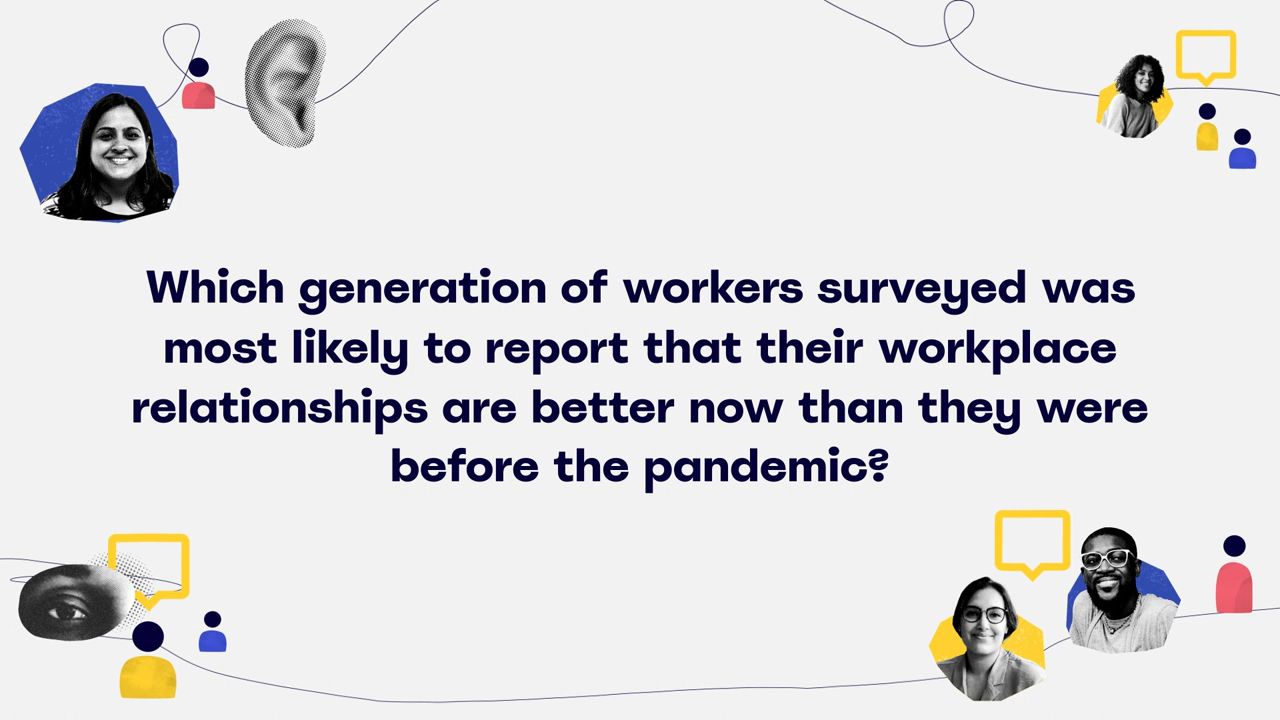 Which generation of workers surveyed was
most likely to report that their workplace
relationships are better now than they were
before the pandemic?